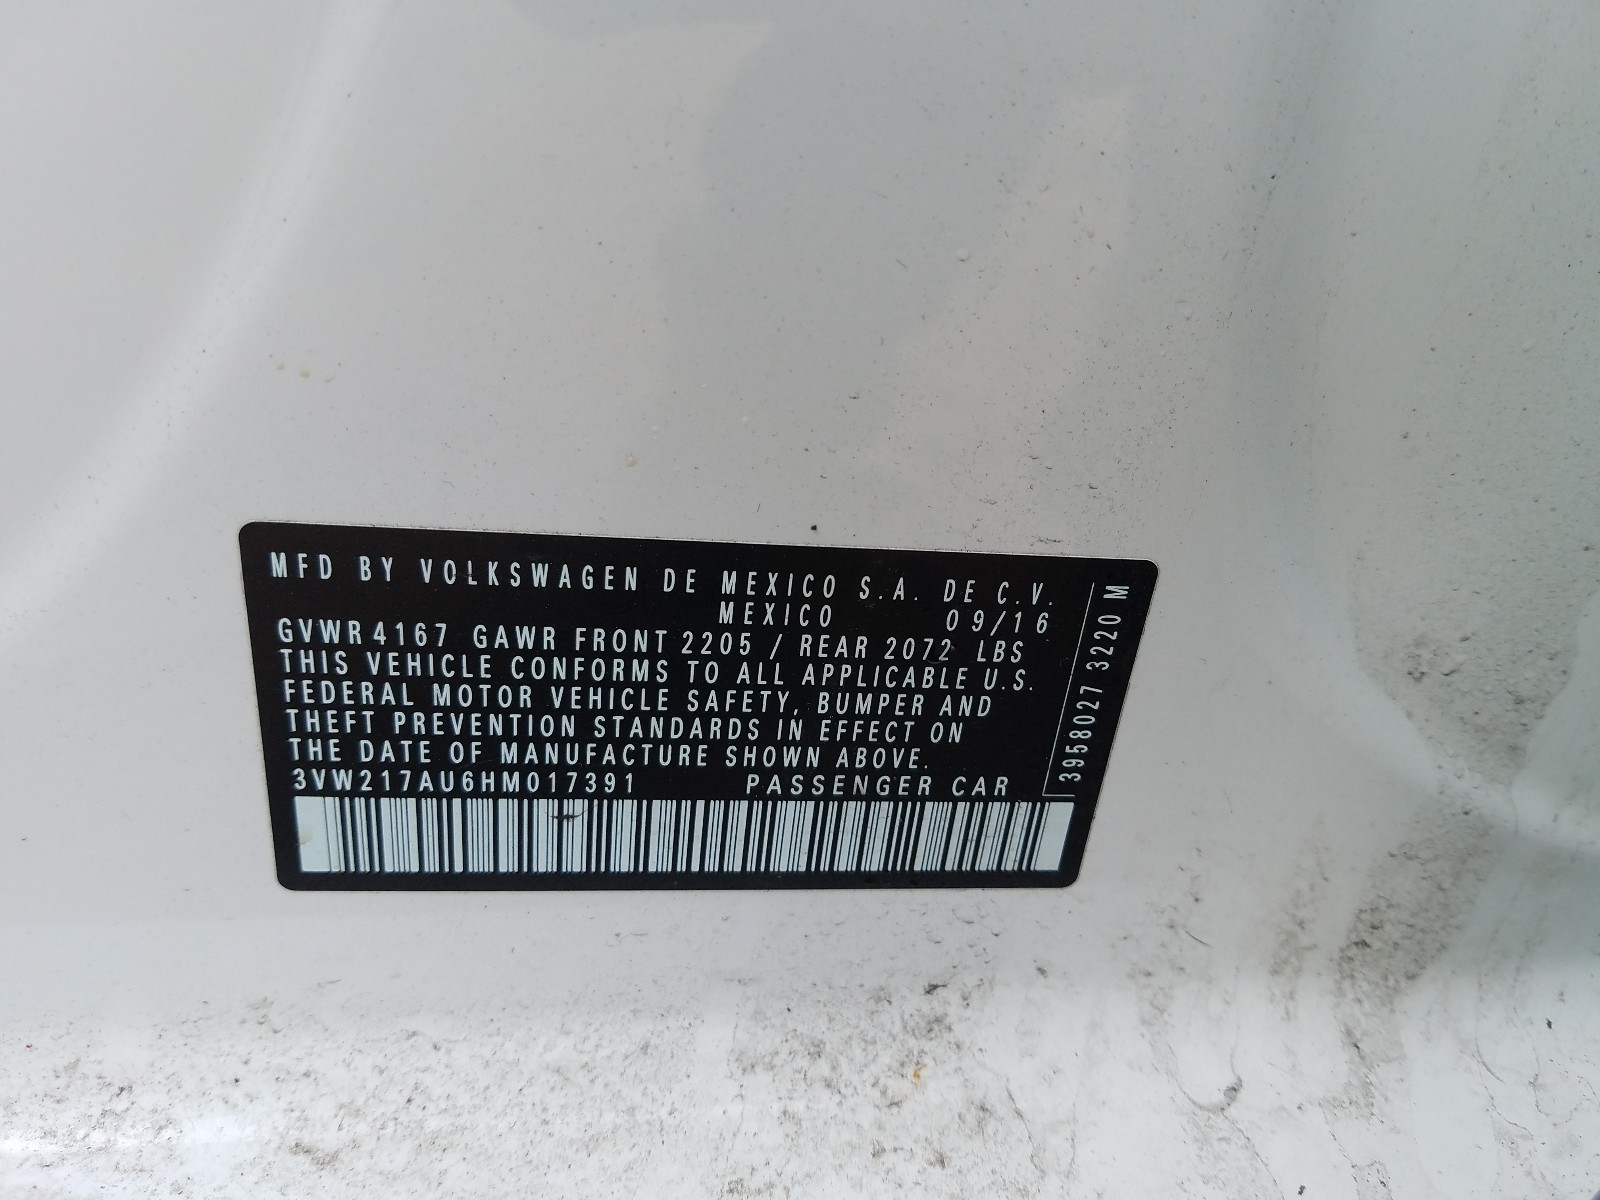 MFD BY VOLKSWAGEN DE MEXICO S.A. DE C.V.
MEXICO 09/16
GVWR 4167 GAWR FRONT 2205 / REAR 2072 LBS
THIS VEHICLE CONFORMS TO ALL APPLICABLE U.S.
FEDERAL MOTOR VEHICLE SAFETY, BUMPER AND
THEFT PREVENTION STANDARDS IN EFFECT ON
THE DATE OF MANUFACTURE SHOWN ABOVE.
3VW217AU6HM017391 PASSENGER CAR
3958027 3220 M